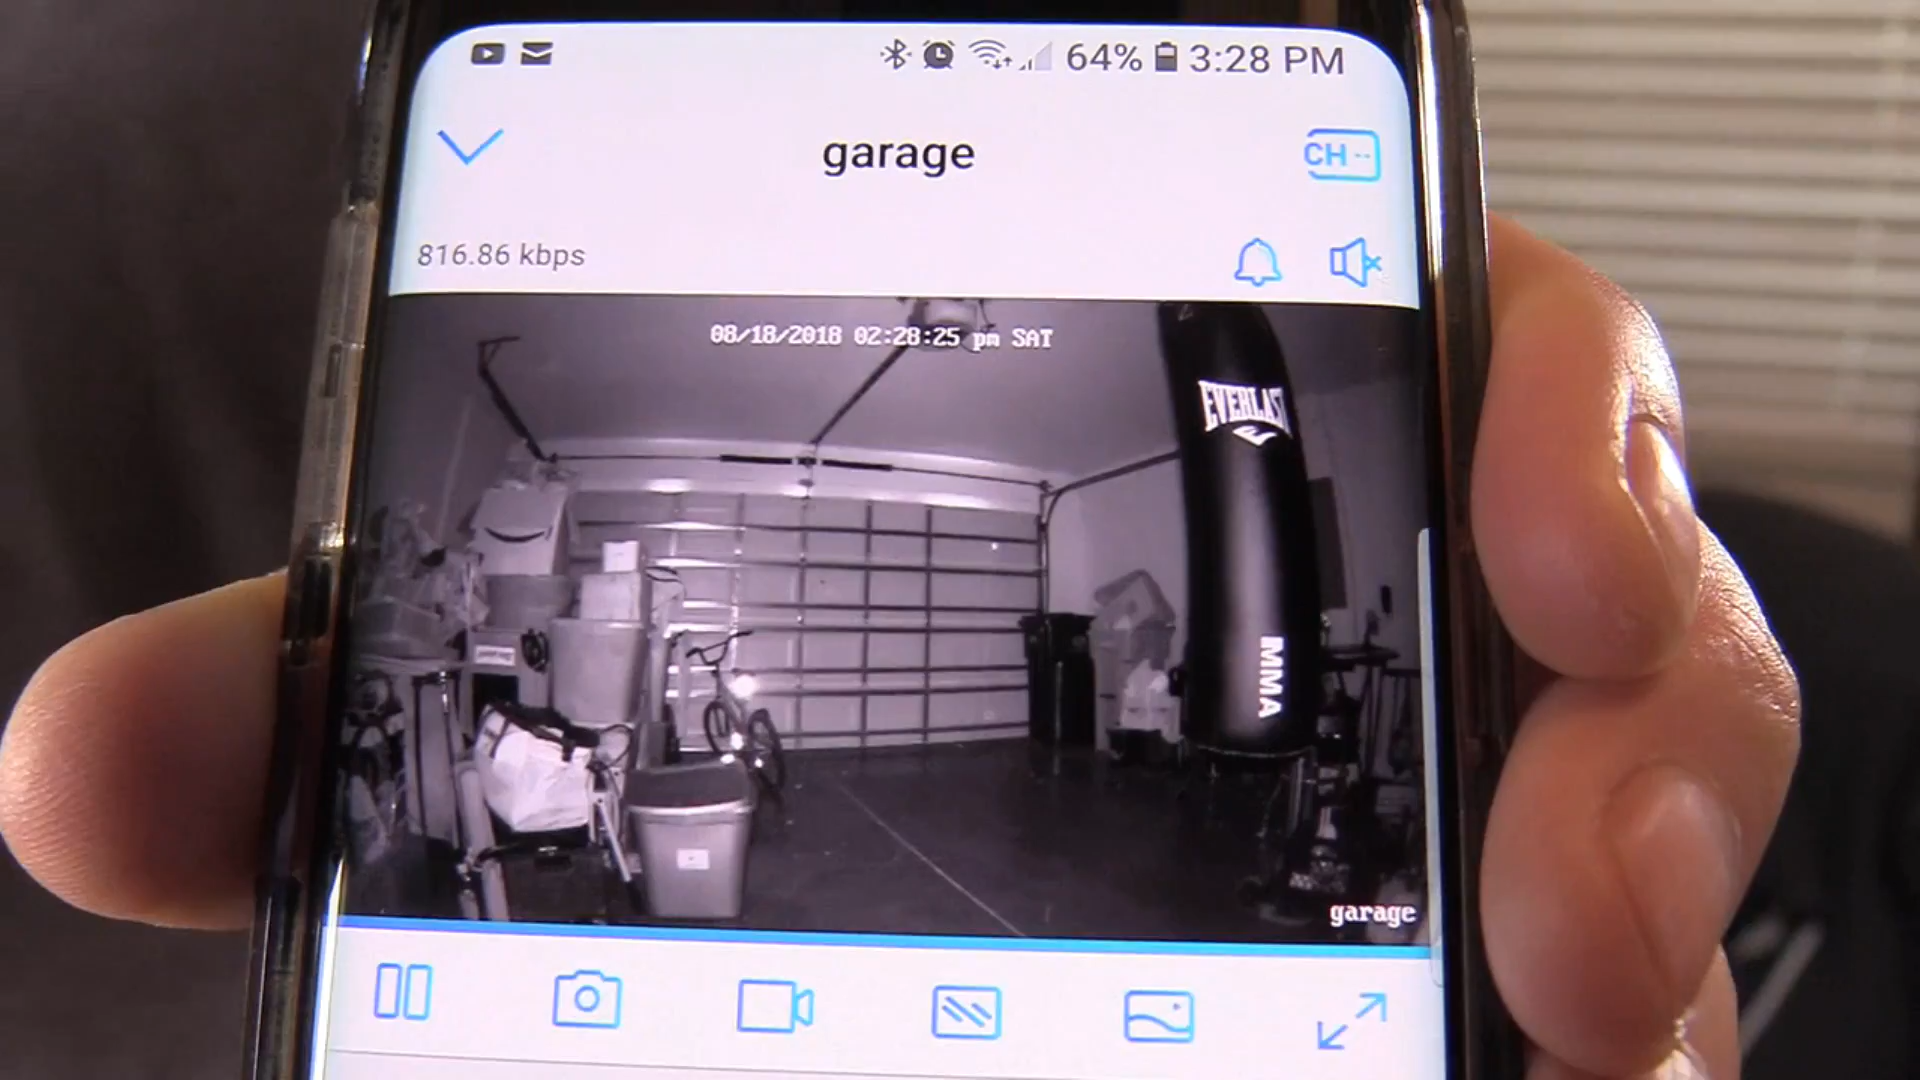 64% 3:28 PM
garage
CH --
816.86 kbps
08/18/2018 02:28:25 pm SAT
EVERLAST
MMA
garage